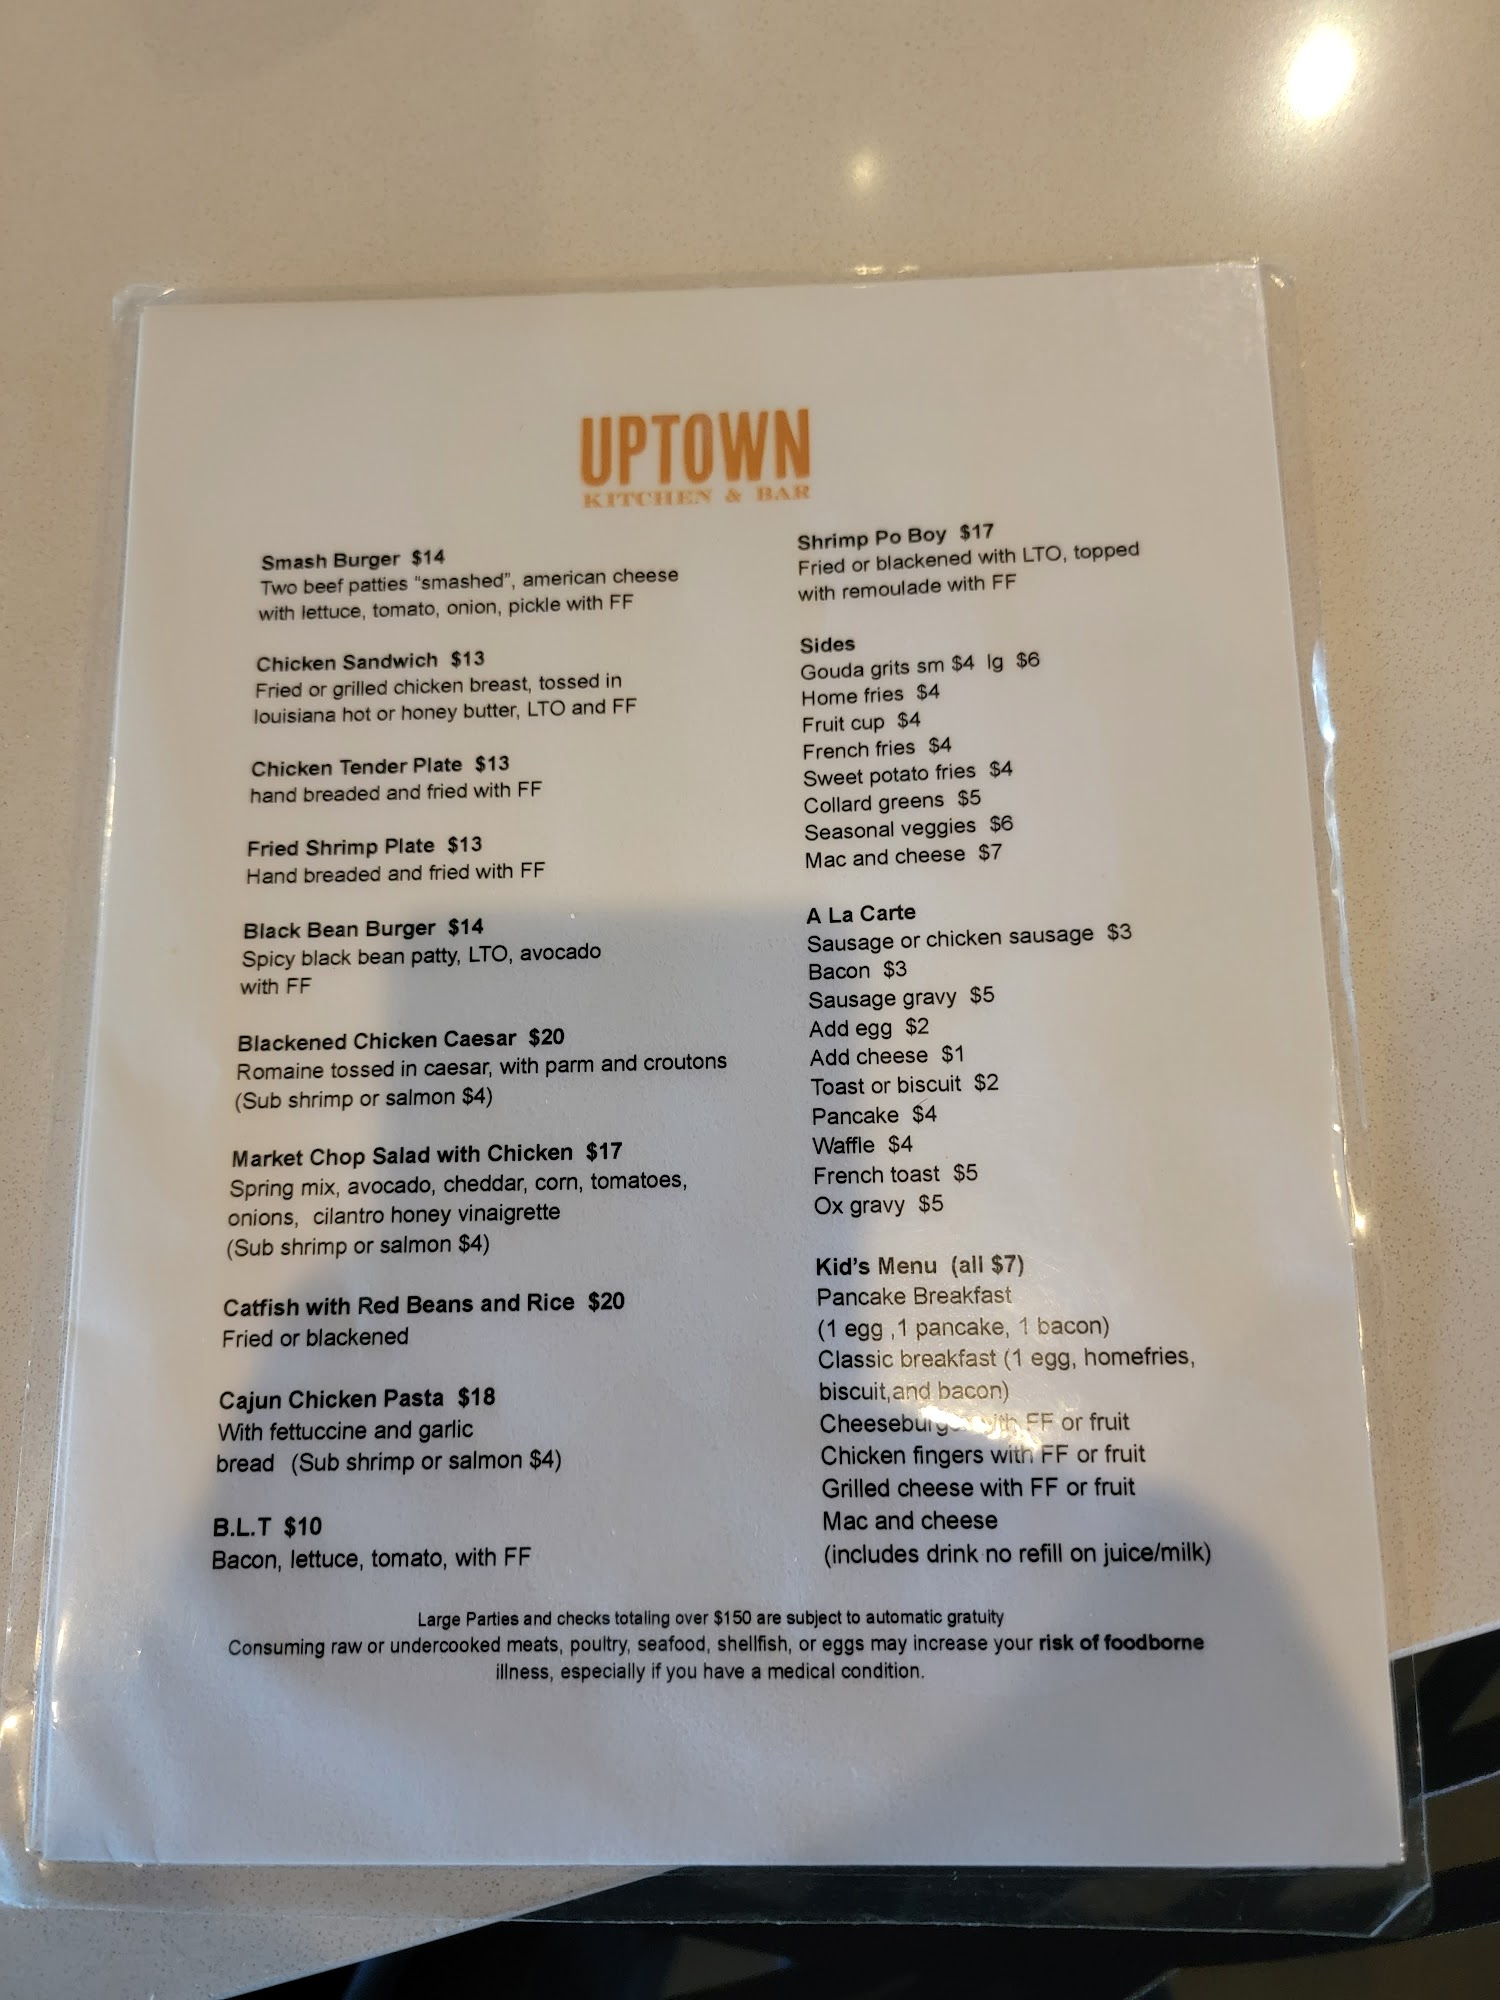 UPTOWN
KITCHEN & BAR
Smash Burger $14
Two beef patties "smashed", american cheese
with lettuce, tomato, onion, pickle with FF
Chicken Sandwich $13
Fried or grilled chicken breast, tossed in
louisiana hot or honey butter, LTO and FF
Chicken Tender Plate $13
hand breaded and fried with FF
Fried Shrimp Plate $13
Hand breaded and fried with FF
Black Bean Burger $14
Spicy black bean patty, LTO, avocado
with FF
Blackened Chicken Caesar $20
Romaine tossed in caesar, with parm and croutons
(Sub shrimp or salmon $4)
Market Chop Salad with Chicken $17
Spring mix, avocado, cheddar, corn, tomatoes,
onions, cilantro honey vinaigrette
(Sub shrimp or salmon $4)
Catfish with Red Beans and Rice $20
Fried or blackened
Cajun Chicken Pasta $18
With fettuccine and garlic
bread (Sub shrimp or salmon $4)
B.L.T $10
Bacon, lettuce, tomato, with FF
Shrimp Po Boy $17
Fried or blackened with LTO, topped
with remoulade with FF
Sides
Gouda grits sm $4 lg $6
Home fries $4
Fruit cup $4
French fries $4
Sweet potato fries $4
Collard greens $5
Seasonal veggies $6
Mac and cheese $7
A La Carte
Sausage or chicken sausage $3
Bacon $3
Sausage gravy $5
Add egg $2
Add cheese $1
Toast or biscuit $2
Pancake $4
Waffle $4
French toast $5
Ox gravy $5
Kid's Menu (all $7)
Pancake Breakfast
(1 egg ,1 pancake, 1 bacon)
Classic breakfast (1 egg, homefries,
biscuit,and bacon)
Cheeseburger with FF or fruit
Chicken fingers with FF or fruit
Grilled cheese with FF or fruit
Mac and cheese
(includes drink no refill on juice/milk)
Large Parties and checks totaling over $150 are subject to automatic gratuity
Consuming raw or undercooked meats, poultry, seafood, shellfish, or eggs may increase your risk of foodborne
illness, especially if you have a medical condition.